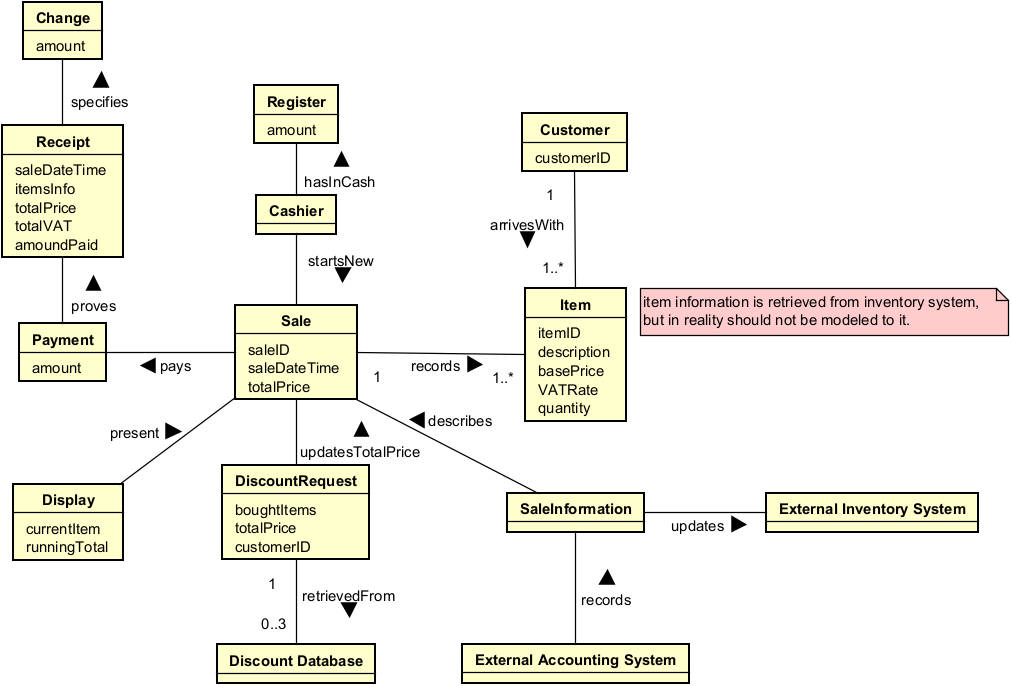 Change
amount
specifies
Receipt
saleDateTime
itemsInfo
totalPrice
totalVAT
amoundPaid
proves
Payment
amount
pays
Register
amount
hasInCash
Cashier
startsNew
Customer
customerID
1
arrivesWith
1..*
Item
itemID
description
basePrice
VATRate
quantity
item information is retrieved from inventory system,
but in reality should not be modeled to it.
Sale
saleID
saleDateTime
totalPrice
1
records
1..*
present
Display
currentItem
runningTotal
updatesTotalPrice
describes
DiscountRequest
boughtItems
totalPrice
customerID
1
retrievedFrom
0..3
Discount Database
SaleInformation
updates
External Inventory System
records
External Accounting System